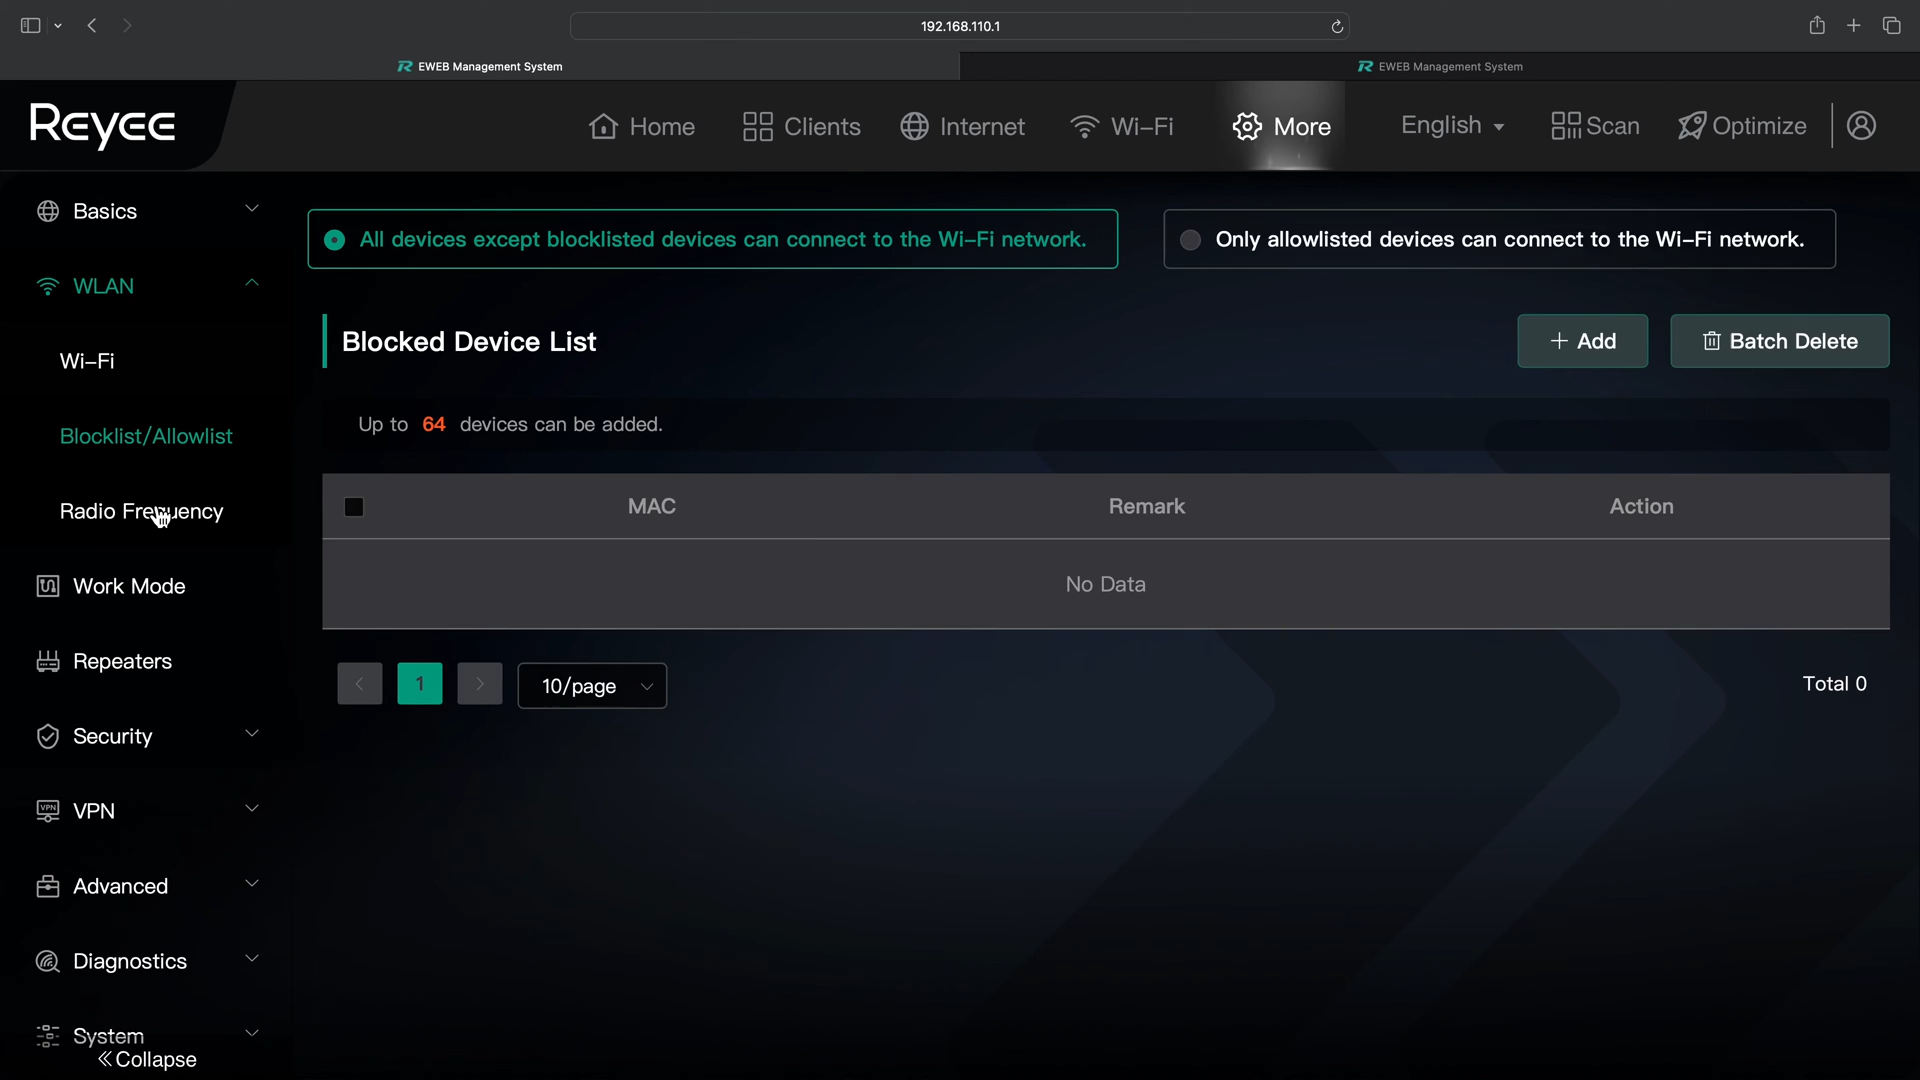 192.168.110.1
EWEB Management System
EWEB Management System
Reyee
Home
Clients
Internet
Wi-Fi
More
English
Scan
Optimize
Basics
WLAN
Wi-Fi
Blocklist/Allowlist
Radio Frequency
Work Mode
Repeaters
Security
VPN
VPN
Advanced
Diagnostics
System
Collapse
All devices except blocklisted devices can connect to the Wi-Fi network.
Only allowlisted devices can connect to the Wi-Fi network.
Blocked Device List
+ Add
Batch Delete
Up to 64 devices can be added.
MAC
Remark
Action
No Data
< 1 >
10/page
Total 0